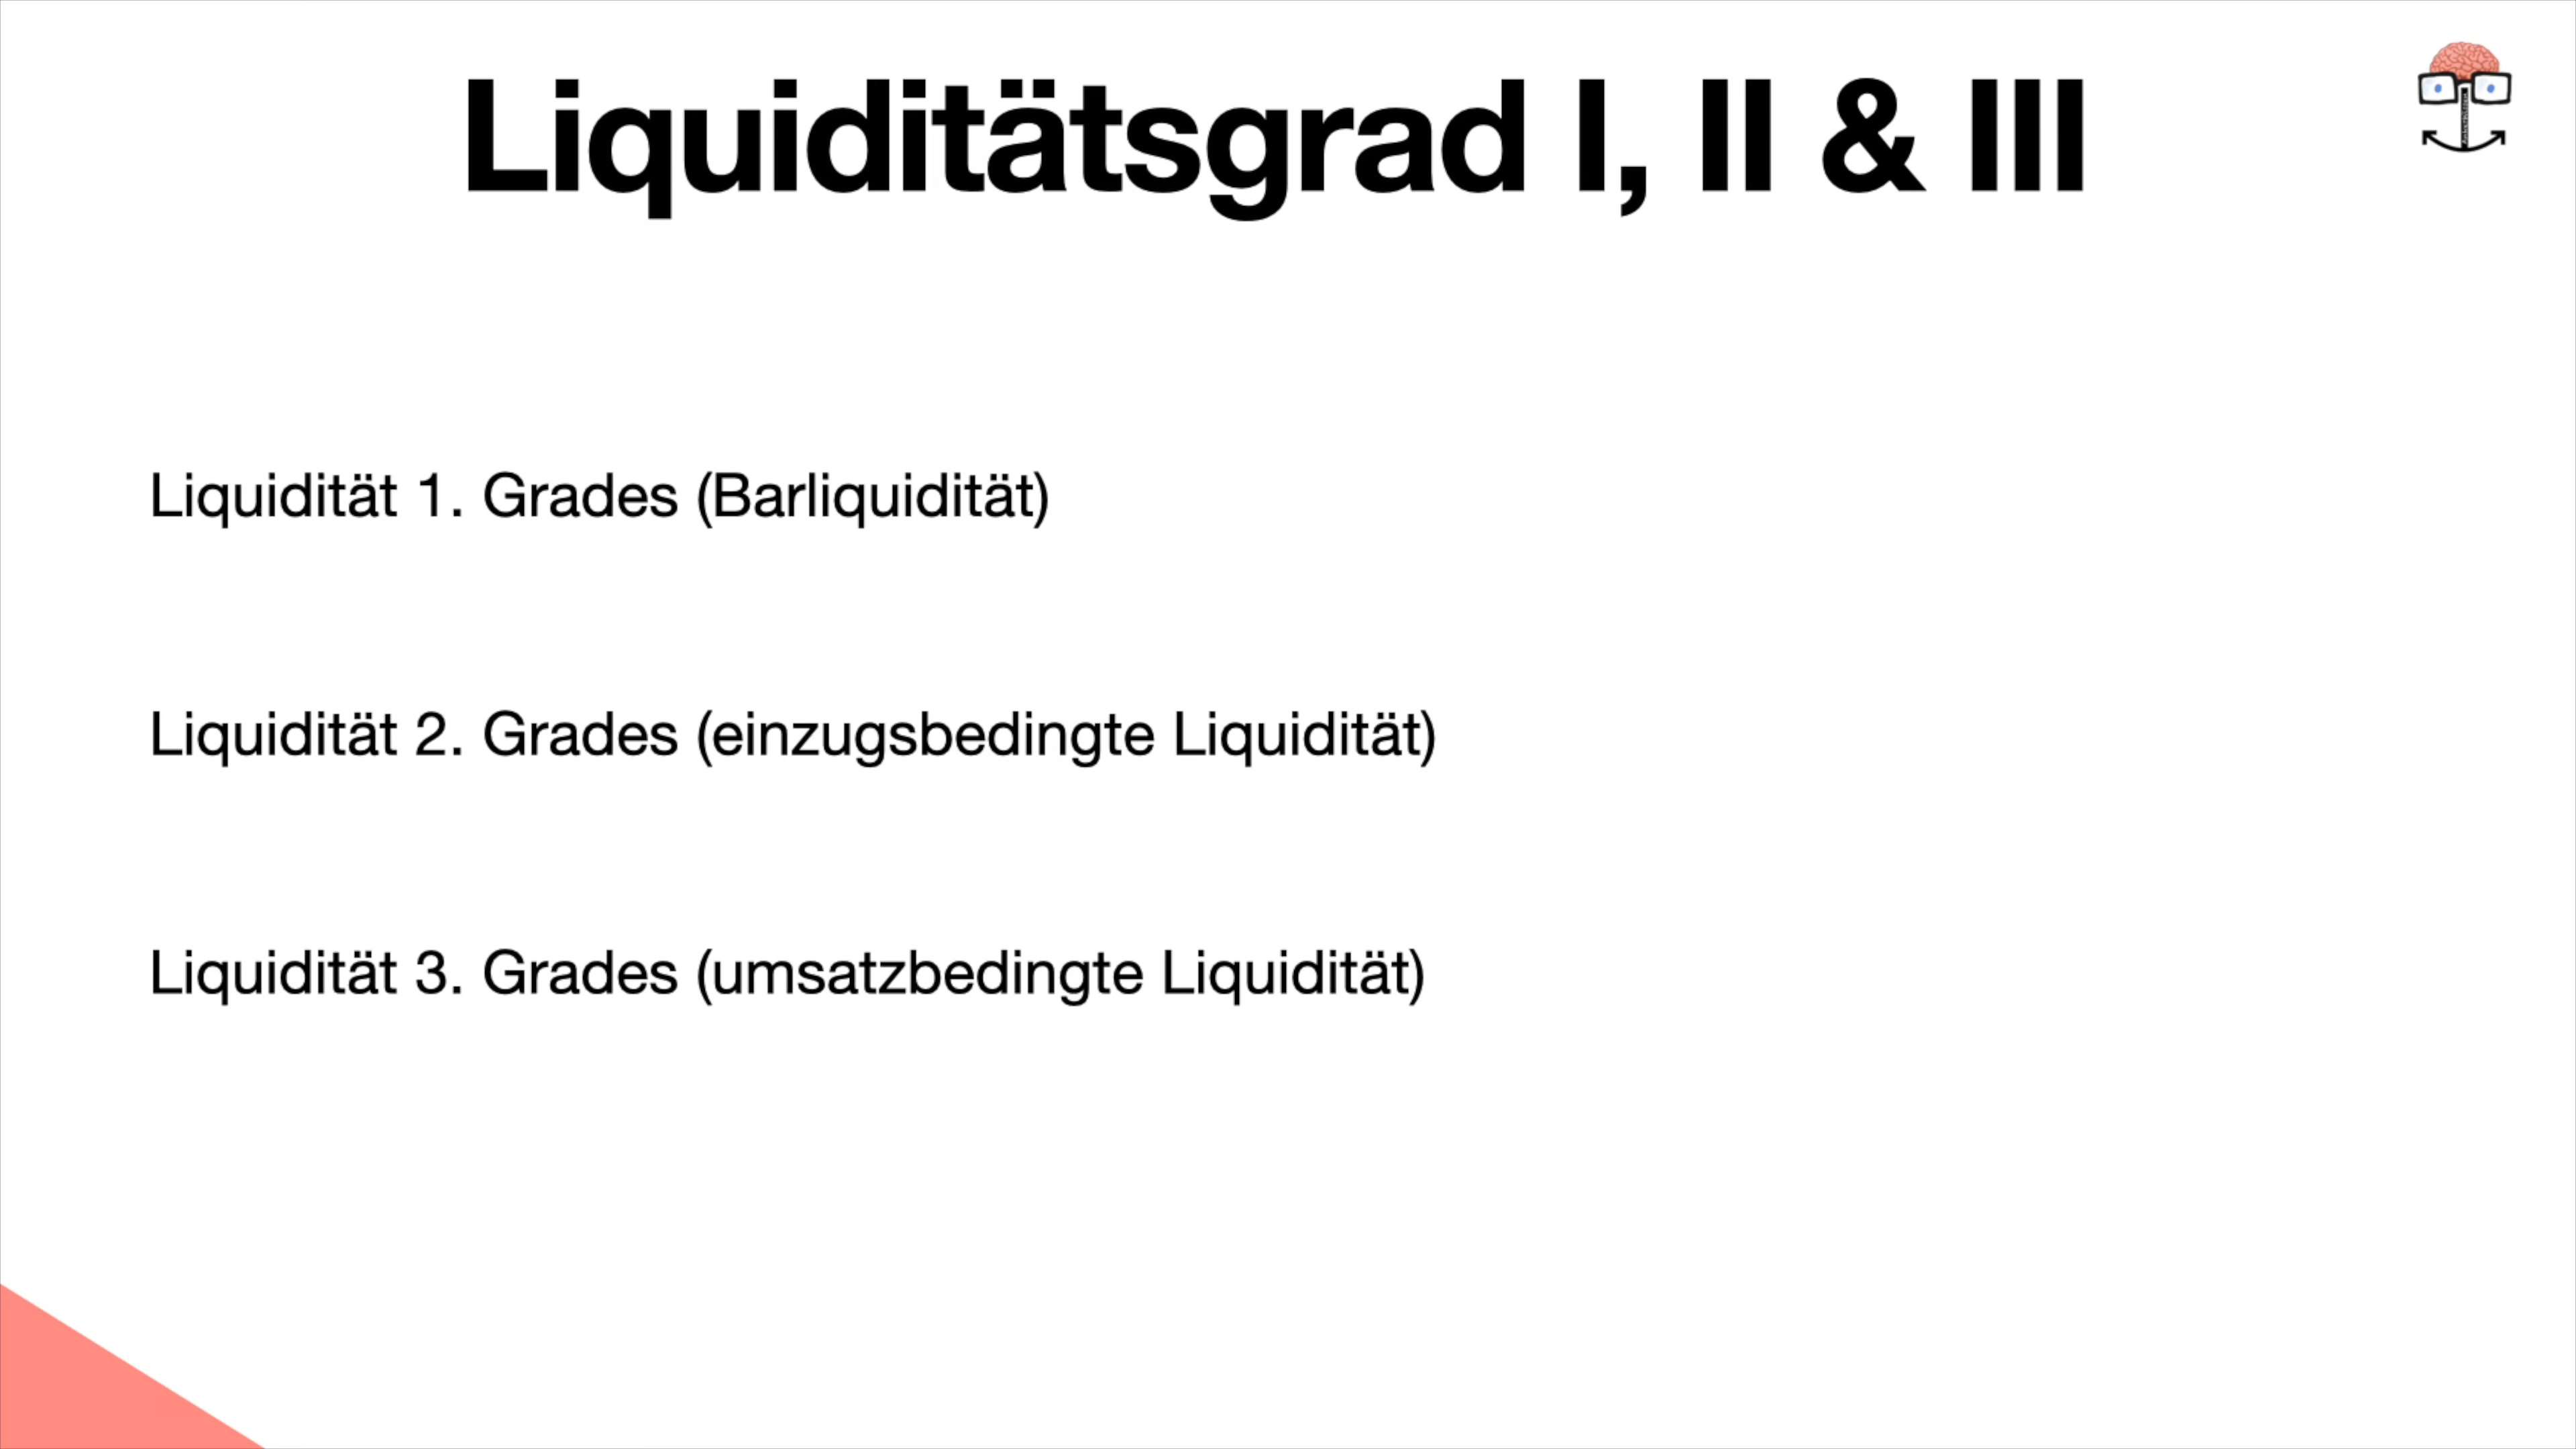 Liquiditätsgrad I, II & III
Liquidität 1. Grades (Barliquidität)
Liquidität 2. Grades (einzugsbedingte Liquidität)
Liquidität 3. Grades (umsatzbedingte Liquidität)